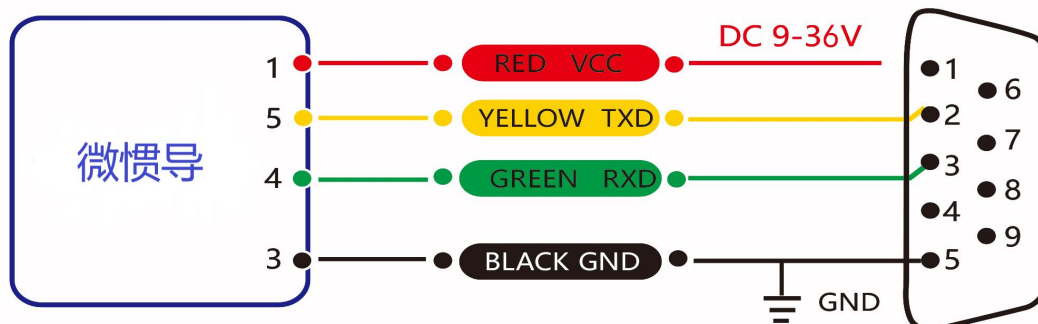 DC 9-36V
1 RED VCC 1
6
5 YELLOW TXD 2
7
微惯导
4 GREEN RXD 3
8
4
9
3 BLACK GND 5
GND